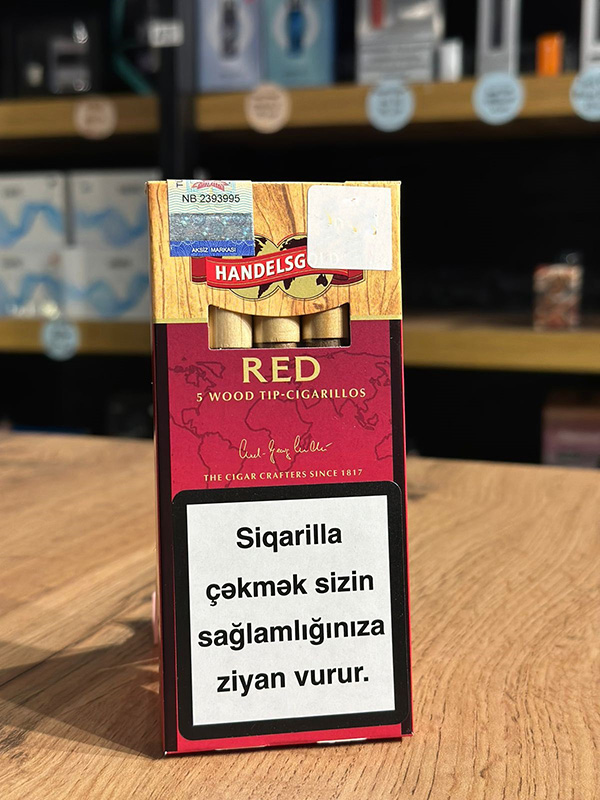 NB 2393995
AKSİZ MARKASI
HANDELSGOLD
RED
5 WOOD TIP-CIGARILLOS
THE CIGAR CRAFTERS SINCE 1817
Siqarilla
çəkmək sizin
sağlamlığınıza
ziyan vurur.